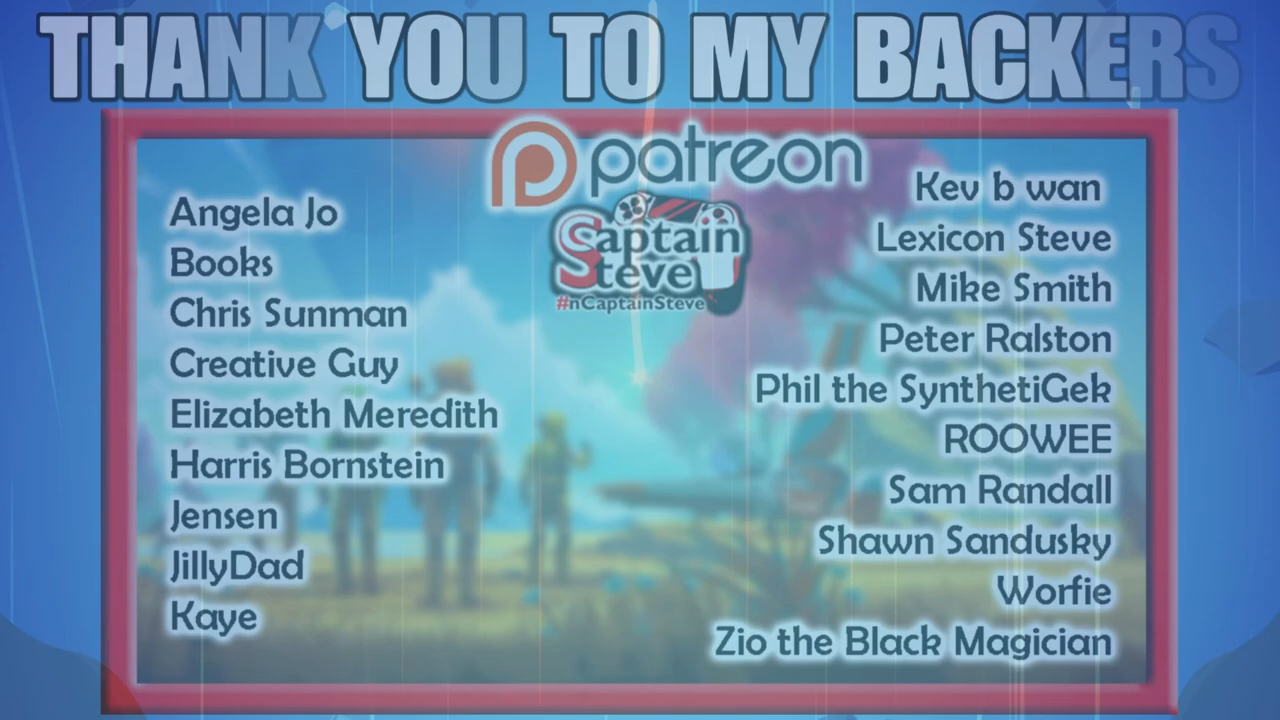 THANK YOU TO MY BACKERS
patreon
Captain
Steve
#nCaptainSteve
Angela Jo
Books
Chris Sunman
Creative Guy
Elizabeth Meredith
Harris Bornstein
Jensen
JillyDad
Kaye
Kev b wan
Lexicon Steve
Mike Smith
Peter Ralston
Phil the SynthetiGek
ROOWEE
Sam Randall
Shawn Sandusky
Worfie
Zio the Black Magician